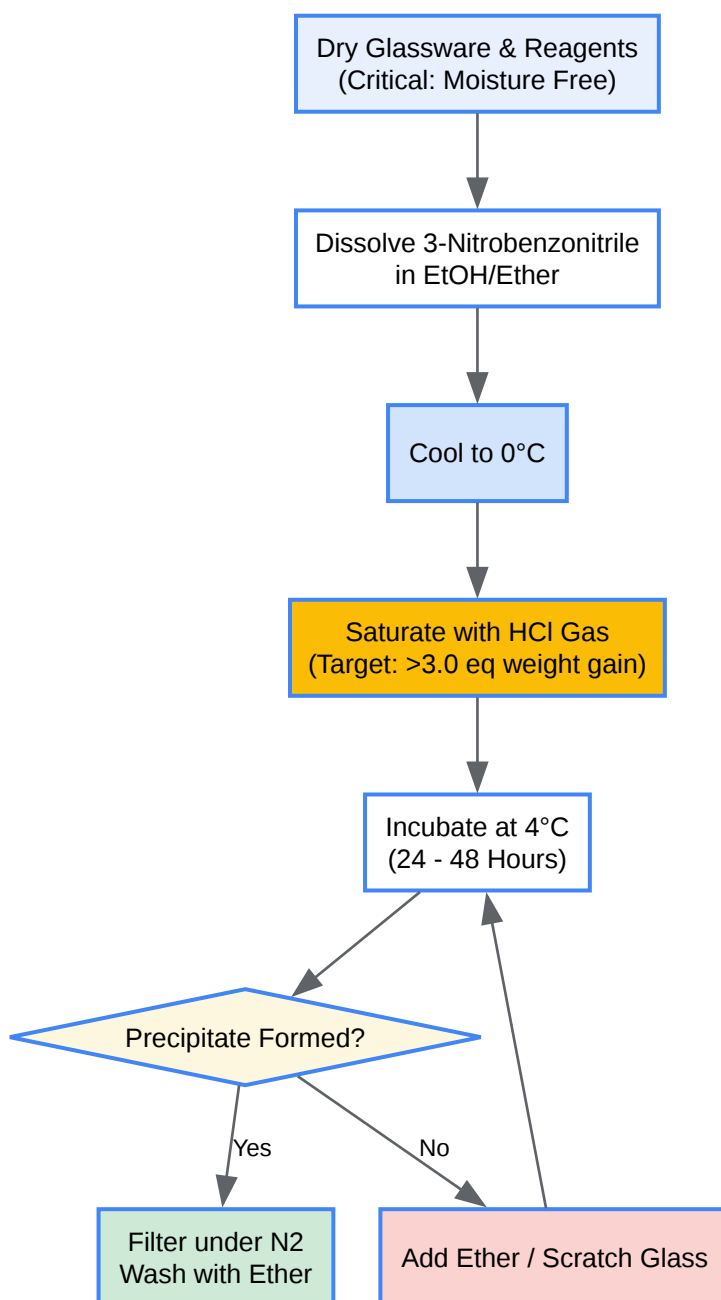 Dry Glassware & Reagents
(Critical: Moisture Free)
Dissolve 3-Nitrobenzonitrile
in EtOH/Ether
Cool to 0°C
Saturate with HCl Gas
(Target: >3.0 eq weight gain)
Incubate at 4°C
(24 - 48 Hours)
Precipitate Formed?
Yes
No
Filter under N2
Wash with Ether
Add Ether / Scratch Glass